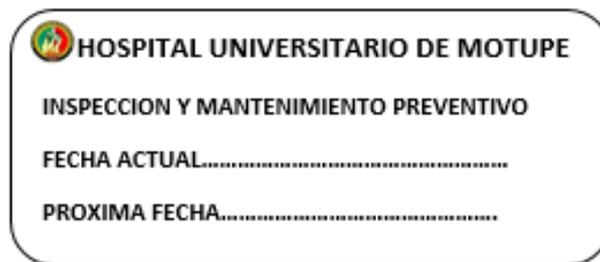 HOSPITAL UNIVERSITARIO DE MOTUPE
INSPECCION Y MANTENIMIENTO PREVENTIVO
FECHA ACTUAL...................................................
PROXIMA FECHA..............................................